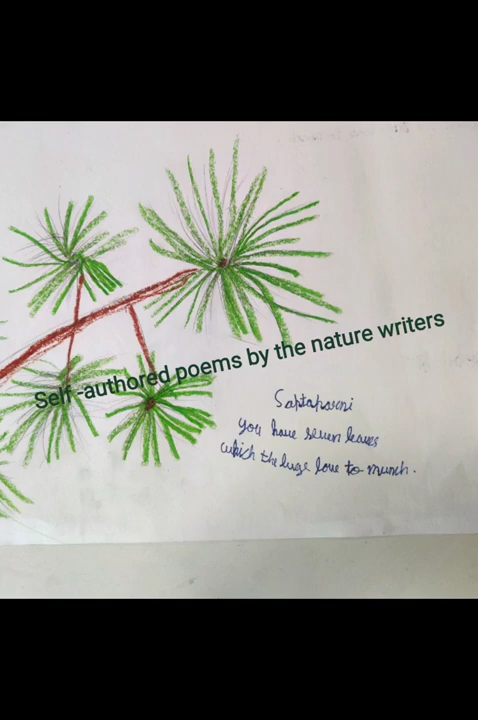 Self-authored poems by the nature writers
Saptaparni
You have seven leaves
which the bugs love to munch.